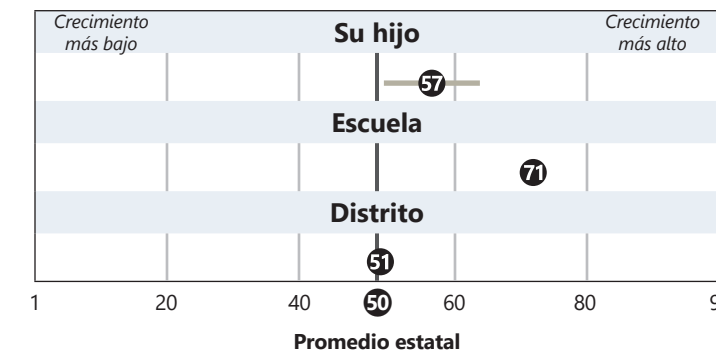 Crecimiento
más bajo
Su hijo
Crecimiento
más alto
57
Escuela
71
Distrito
51
1 20 40 50 60 80
Promedio estatal